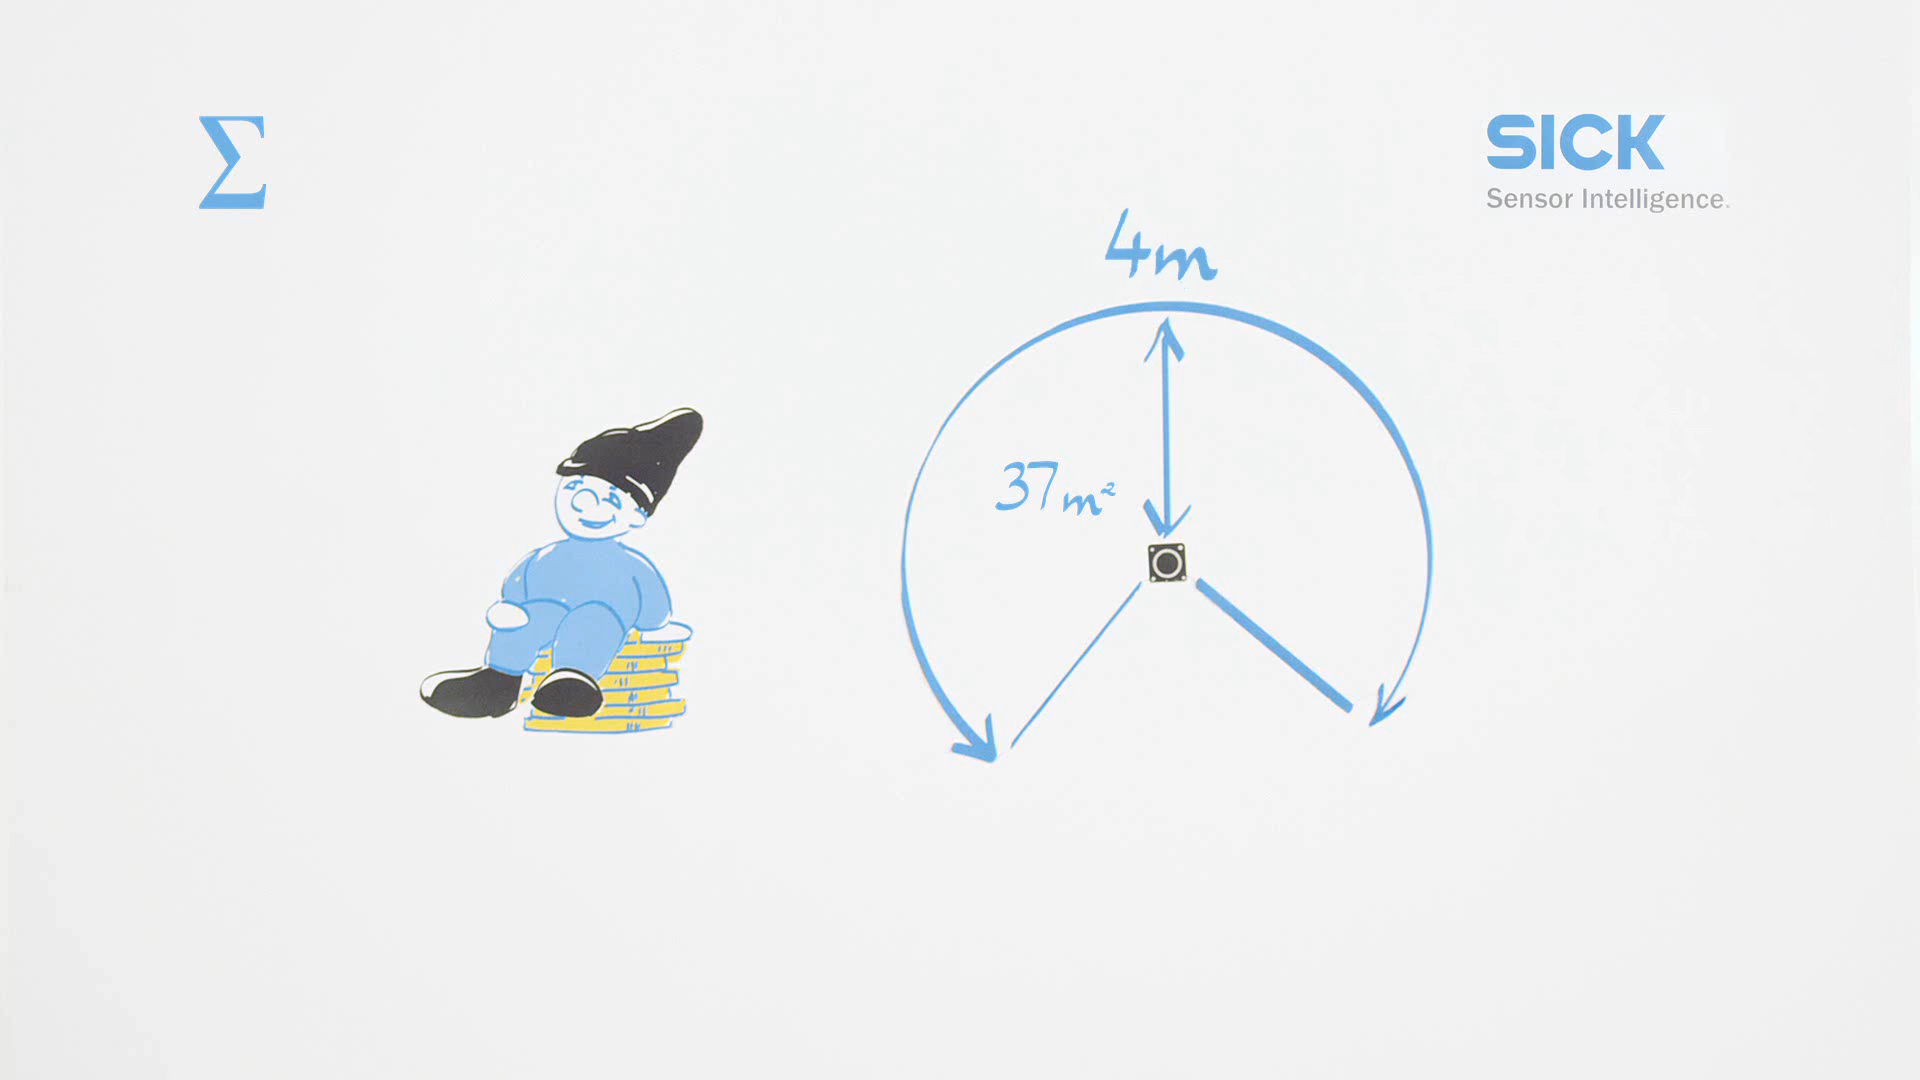 Σ
SICK
Sensor Intelligence.
4m
37m²